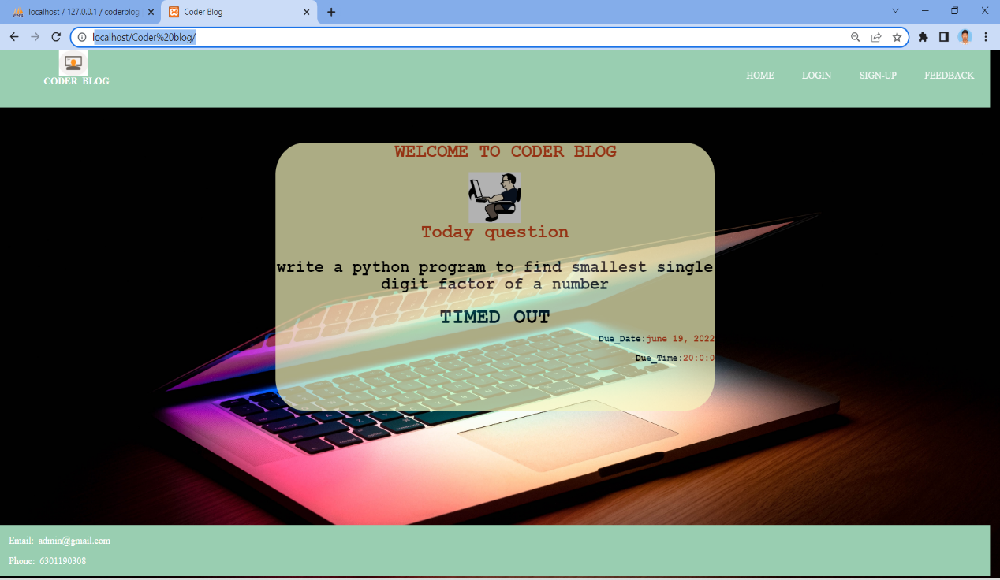 localhost / 127.0.0.1 / coderblog
Coder Blog
localhost/Coder%20blog/
CODER BLOG
HOME LOGIN SIGN-UP FEEDBACK
WELCOME TO CODER BLOG
Today question
write a python program to find smallest single
digit factor of a number
TIMED OUT
Due_Date:june 19, 2022
Due_Time:20:0:0
Email: admin@gmail.com
Phone: 6301190308